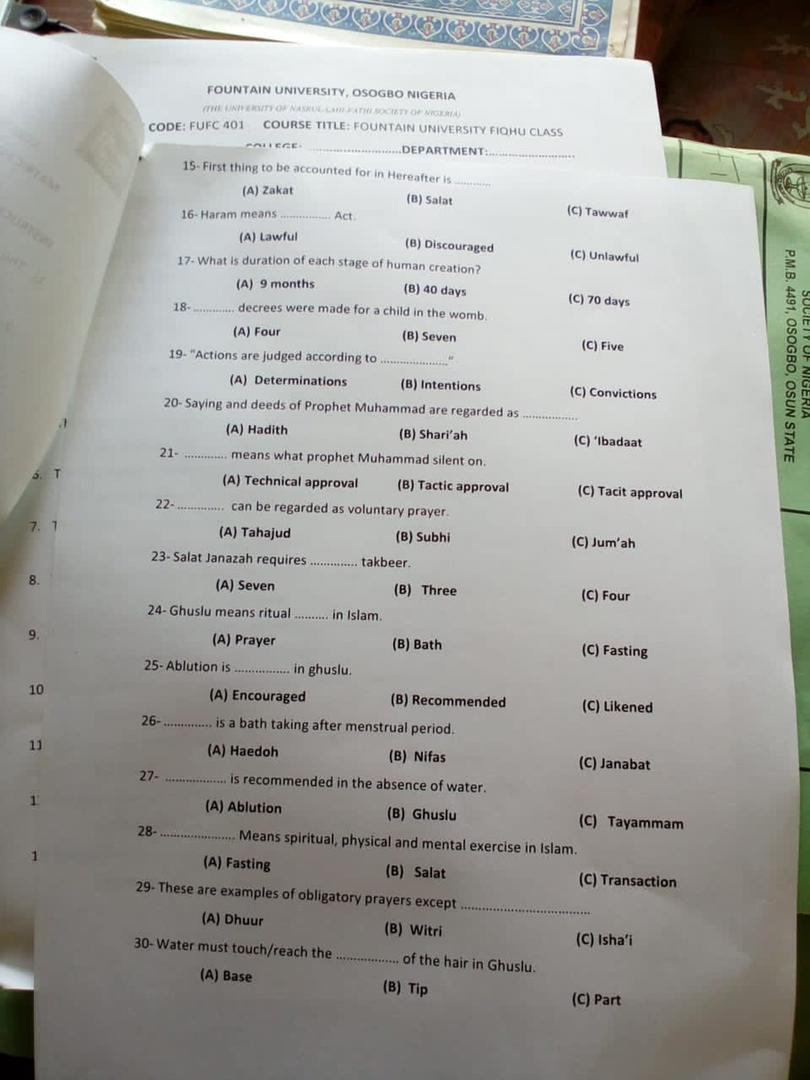 FOUNTAIN UNIVERSITY, OSOGBO NIGERIA
(THE UNIVERSITY OF NASRUL-LAHI-FATHI SOCIETY OF NIGERIA)
CODE: FUFC 401 COURSE TITLE: FOUNTAIN UNIVERSITY FIQHU CLASS
COLLEGE: ..............................DEPARTMENT:............................
15- First thing to be accounted for in Hereafter is ...........
(A) Zakat (B) Salat (C) Tawwaf
16- Haram means ............... Act.
(A) Lawful (B) Discouraged (C) Unlawful
17- What is duration of each stage of human creation?
(A) 9 months (B) 40 days (C) 70 days
18- ............. decrees were made for a child in the womb.
(A) Four (B) Seven (C) Five
19- "Actions are judged according to ...................."
(A) Determinations (B) Intentions (C) Convictions
20- Saying and deeds of Prophet Muhammad are regarded as ................
(A) Hadith (B) Shari'ah (C) 'Ibadaat
21- ............. means what prophet Muhammad silent on.
(A) Technical approval (B) Tactic approval (C) Tacit approval
22- .............. can be regarded as voluntary prayer.
(A) Tahajud (B) Subhi (C) Jum'ah
23- Salat Janazah requires .............. takbeer.
(A) Seven (B) Three (C) Four
24- Ghuslu means ritual .......... in Islam.
(A) Prayer (B) Bath (C) Fasting
25- Ablution is ................ in ghuslu.
(A) Encouraged (B) Recommended (C) Likened
26- .............. is a bath taking after menstrual period.
(A) Haedoh (B) Nifas (C) Janabat
27- .................. is recommended in the absence of water.
(A) Ablution (B) Ghuslu (C) Tayammam
28- ...................... Means spiritual, physical and mental exercise in Islam.
(A) Fasting (B) Salat (C) Transaction
29- These are examples of obligatory prayers except ......................................
(A) Dhuur (B) Witri (C) Isha'i
30- Water must touch/reach the .................. of the hair in Ghuslu.
(A) Base (B) Tip (C) Part
T
7.
8.
9.
10
11
1
1
SOCIETY OF NIGERIA
P.M.B. 4491, OSOGBO, OSUN STATE